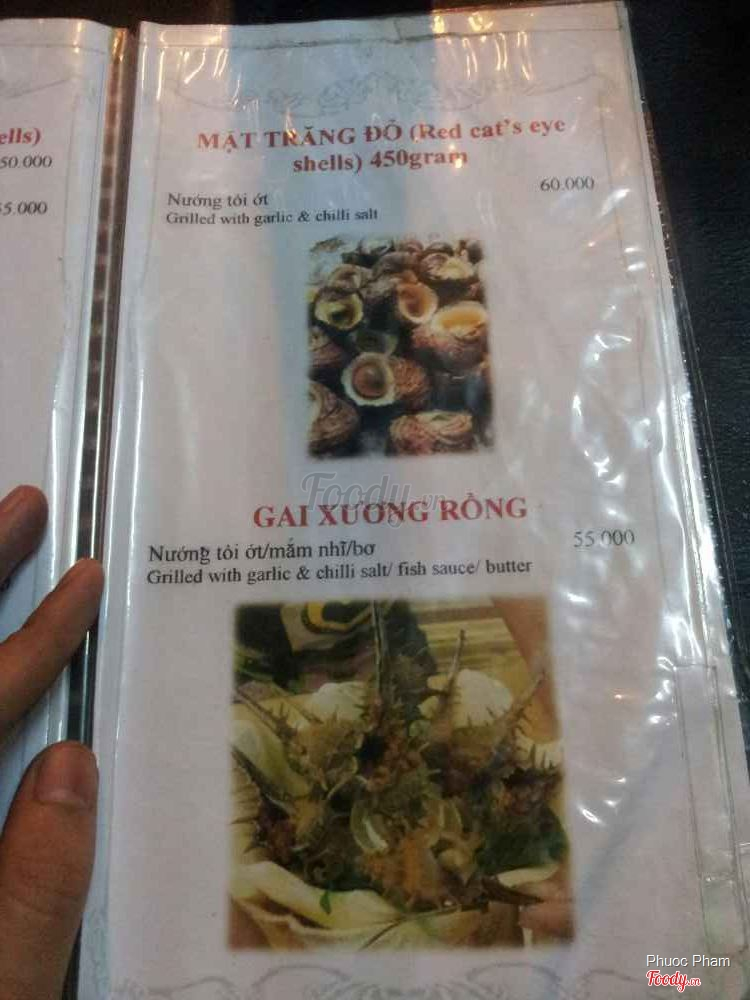 ells)
50.000
55.000
MẶT TRĂNG ĐỎ (Red cat's eye
shells) 450gram
Nướng tỏi ớt
60.000
Grilled with garlic & chilli salt
Foody.vn
GAI XƯƠNG RỒNG
Nướng tỏi ớt/mắm nhĩ/bơ
55.000
Grilled with garlic & chilli salt/ fish sauce/ butter
Phuoc Pham
Foody.vn